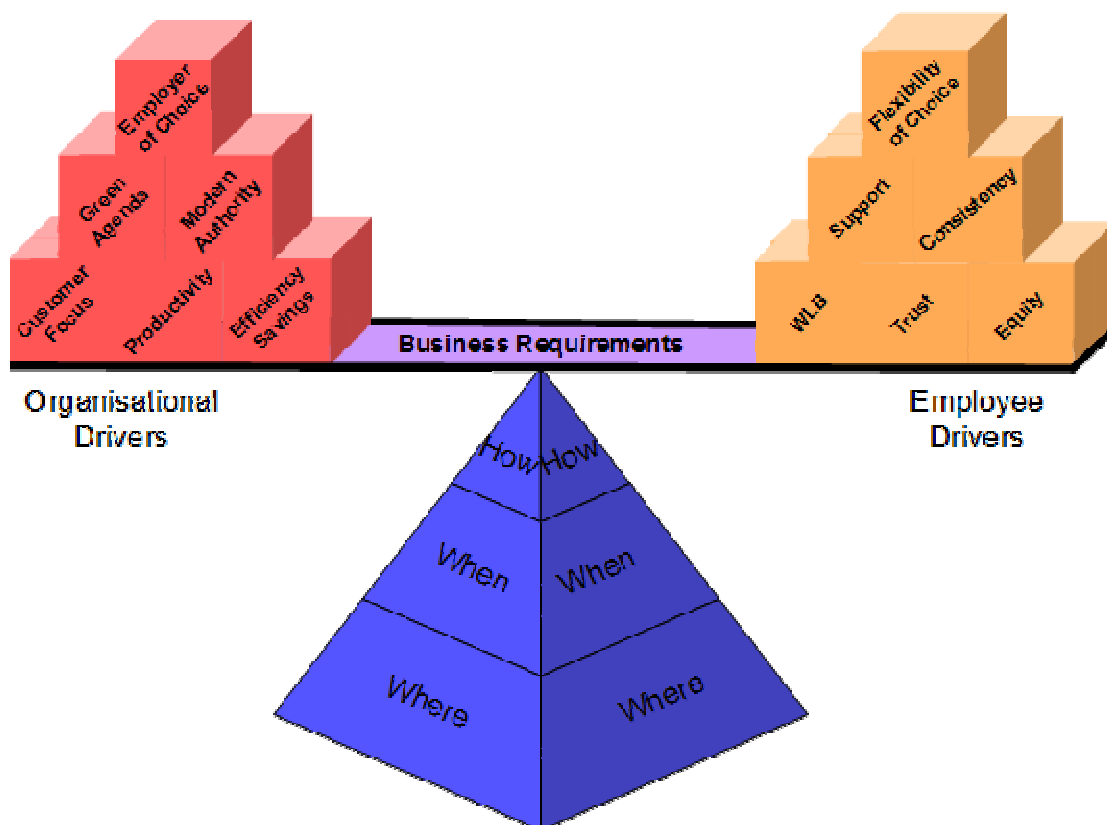 Employer
of Choice
Green
Agenda
Modern
Authority
Customer
Focus
Productivity
Efficiency
Savings
Flexibility
of Choice
Support
Consistency
WLB
Trust
Equity
Business Requirements
Organisational
Drivers
Employee
Drivers
How How
When When
Where Where